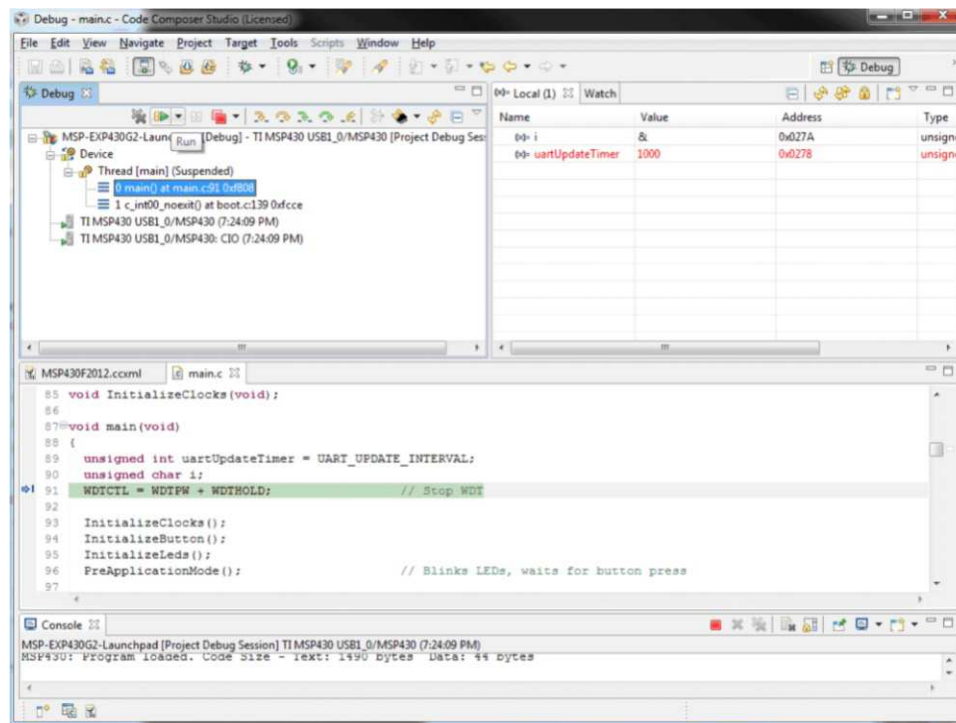 Debug - main.c - Code Composer Studio (Licensed)
File Edit View Navigate Project Target Tools Scripts Window Help
Debug
Debug
MSP-EXP430G2-Laun [Debug] - TI MSP430 USB1_0/MSP430 [Project Debug Ses
Run
Device
Thread [main] (Suspended)
0 main() at main.c:91 0xf808
1 c_int00_noexit() at boot.c:139 0xfcce
TI MSP430 USB1_0/MSP430 (7:24:09 PM)
TI MSP430 USB1_0/MSP430: CIO (7:24:09 PM)
(x)= Local (1) Watch
Name Value Address Type
(x)= i & 0x027A unsign
(x)= uartUpdateTimer 1000 0x0278 unsign
MSP430F2012.ccxml main.c
85 void InitializeClocks(void);
86
87 void main(void)
88 {
89 unsigned int uartUpdateTimer = UART_UPDATE_INTERVAL;
90 unsigned char i;
91 WDTCTL = WDTPW + WDTHOLD; // Stop WDT
92
93 InitializeClocks();
94 InitializeButton();
95 InitializeLeds();
96 PreApplicationMode(); // Blinks LEDs, waits for button press
97
Console
MSP-EXP430G2-Launchpad [Project Debug Session] TI MSP430 USB1_0/MSP430 (7:24:09 PM)
MSP430: Program loaded. Code Size - Text: 1490 bytes Data: 44 bytes